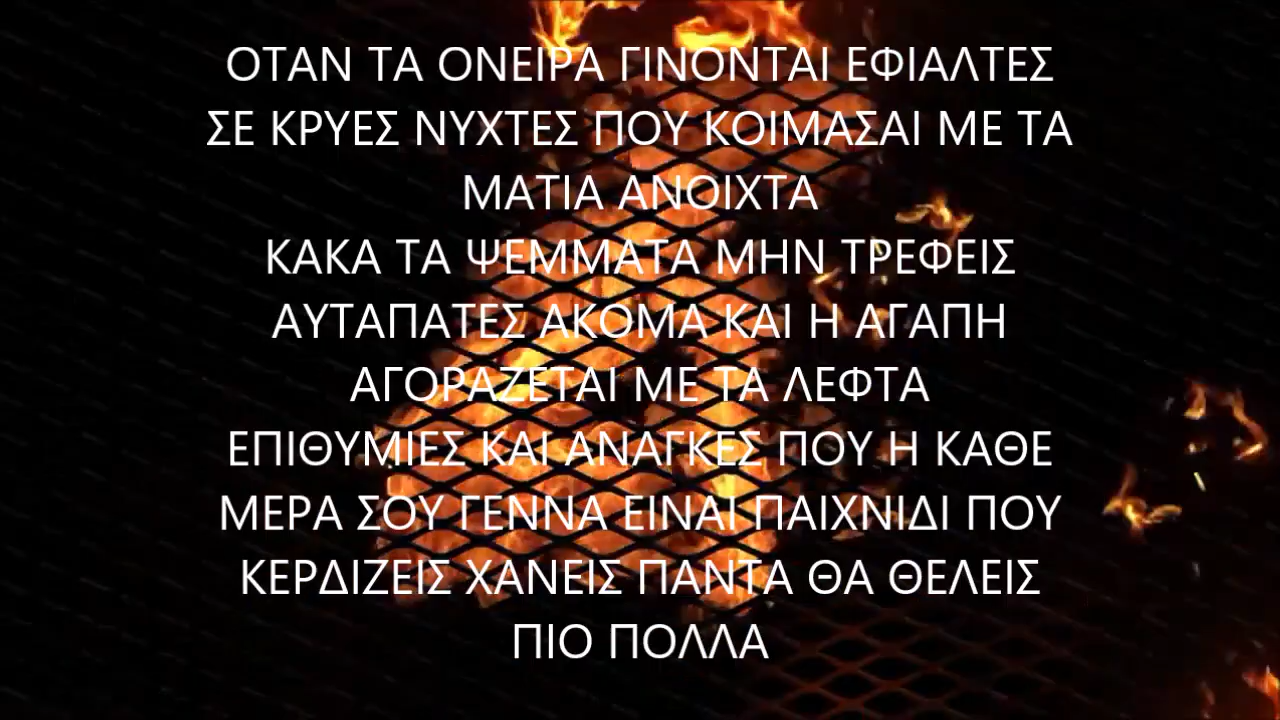 ΟΤΑΝ ΤΑ ΟΝΕΙΡΑ ΓΙΝΟΝΤΑΙ ΕΦΙΑΛΤΕΣ
ΣΕ ΚΡΥΕΣ ΝΥΧΤΕΣ ΠΟΥ ΚΟΙΜΑΣΑΙ ΜΕ ΤΑ
ΜΑΤΙΑ ΑΝΟΙΧΤΑ
ΚΑΚΑ ΤΑ ΨΕΜΜΑΤΑ ΜΗΝ ΤΡΕΦΕΙΣ
ΑΥΤΑΠΑΤΕΣ ΑΚΟΜΑ ΚΑΙ Η ΑΓΑΠΗ
ΑΓΟΡΑΖΕΤΑΙ ΜΕ ΤΑ ΛΕΦΤΑ
ΕΠΙΘΥΜΙΕΣ ΚΑΙ ΑΝΑΓΚΕΣ ΠΟΥ Η ΚΑΘΕ
ΜΕΡΑ ΣΟΥ ΓΕΝΝΑ ΕΙΝΑΙ ΠΑΙΧΝΙΔΙ ΠΟΥ
ΚΕΡΔΙΖΕΙΣ ΧΑΝΕΙΣ ΠΑΝΤΑ ΘΑ ΘΕΛΕΙΣ
ΠΙΟ ΠΟΛΛΑ